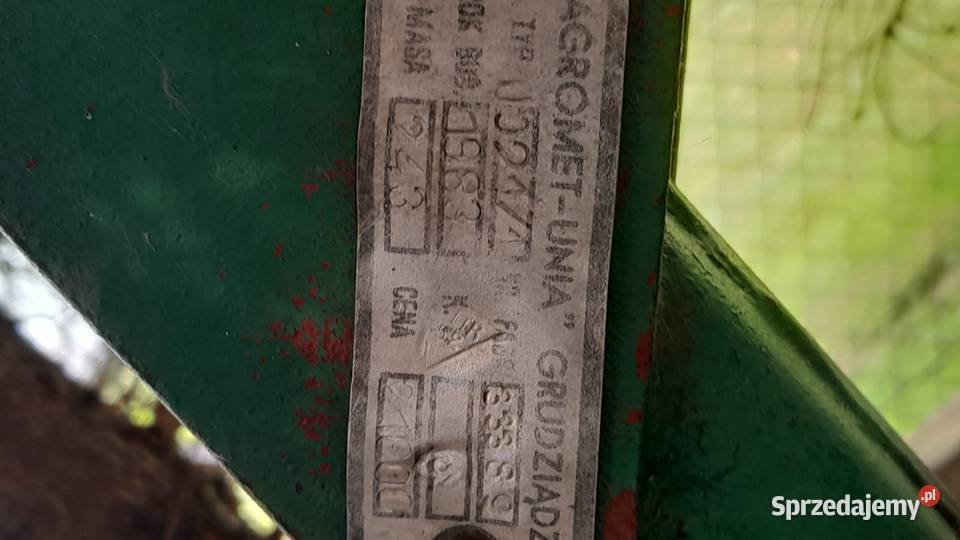 AGROMET-UNIA" GRUDZIĄDZ
TYP U524/1
ROK BUD. 1983 K.
MASA 243 CENA 21000
Sprzedajemy.pl